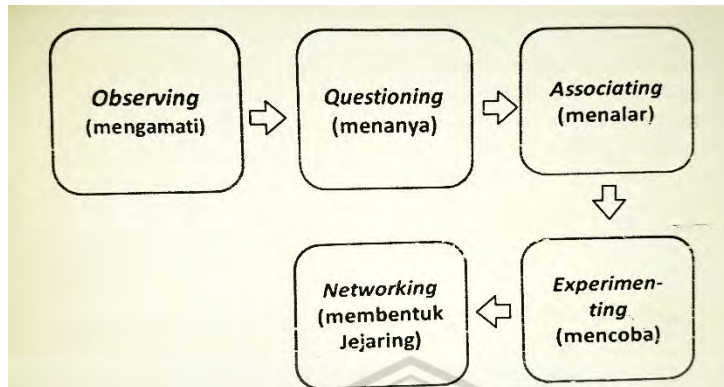 Observing
(mengamati)
Questioning
(menanya)
Associating
(menalar)
Experimen-
ting
(mencoba)
Networking
(membentuk
Jejaring)